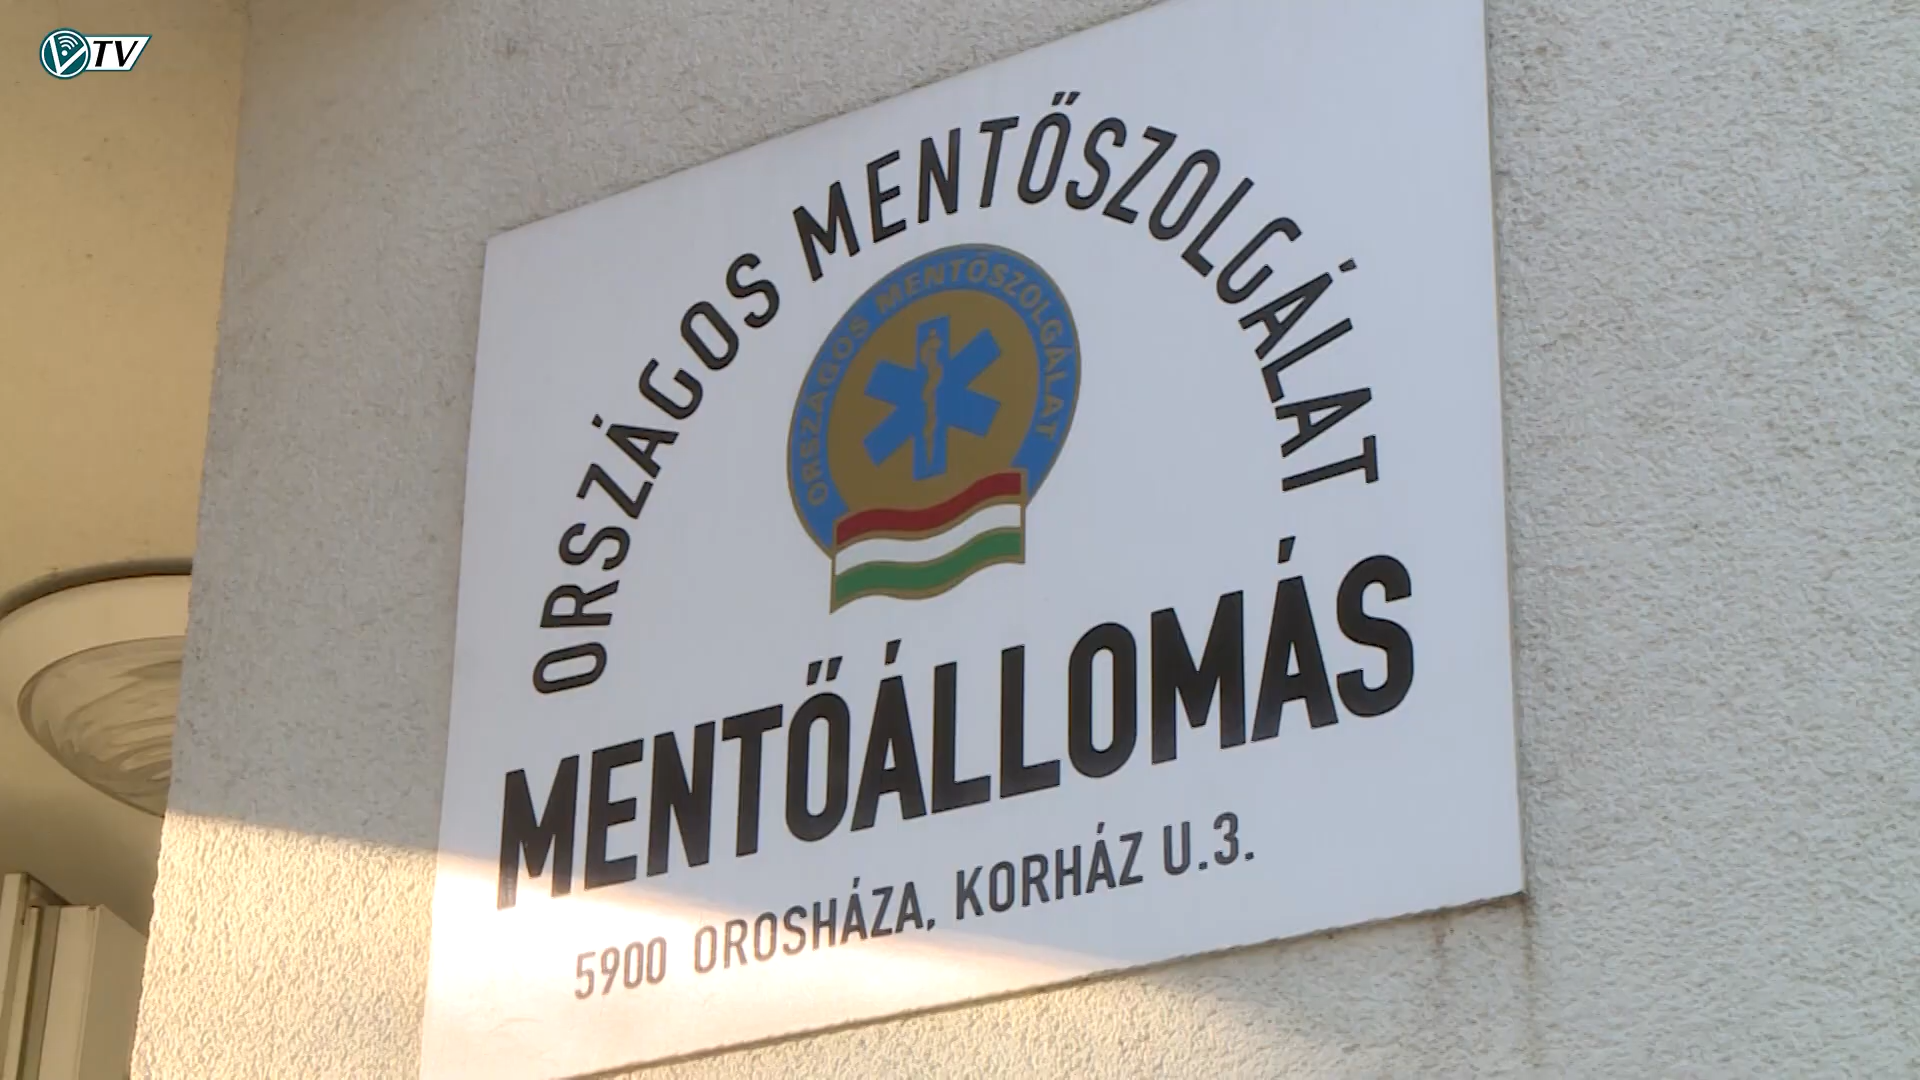 VTV
ORSZÁGOS MENTŐSZOLGÁLAT
ORSZÁGOS MENTŐSZOLGÁLAT
MENTŐÁLLOMÁS
5900 OROSHÁZA, KORHÁZ U.3.